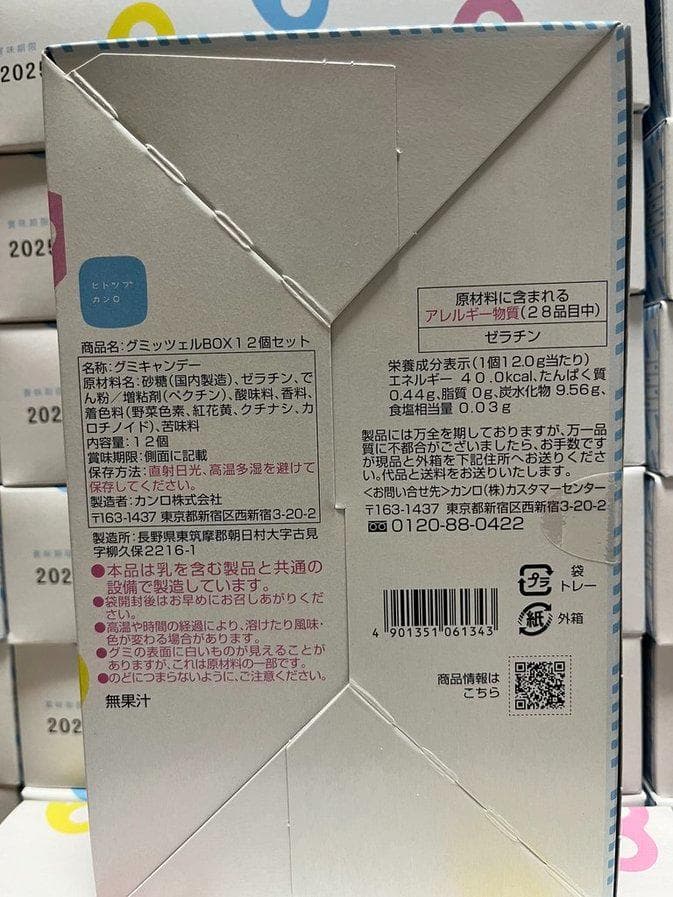 賞味期限
2025
2025
202
202
202
ヒトツブ
カンロ
商品名:グミッツェルBOX12個セット
名称:グミキャンデー
原材料名:砂糖(国内製造)、ゼラチン、で
ん粉/増粘剤(ペクチン)、酸味料、香料、
着色料(野菜色素、紅花黄、クチナシ、カ
ロチノイド)、苦味料
内容量:12個
賞味期限:側面に記載
保存方法:直射日光、高温多湿を避けて
保存してください。
製造者:カンロ株式会社
〒163-1437 東京都新宿区西新宿3-20-2
製造所:長野県東筑摩郡朝日村大字古見
字柳久保2216-1
●本品は乳を含む製品と共通の
設備で製造しています。
●袋開封後はお早めにお召しあがりくだ
さい。
●高温や時間の経過により、溶けたり風味・
色が変わる場合があります。
●グミの表面に白いものが見えることが
ありますが、これは原材料の一部です。
●のどにつまらないように、ご注意ください。
無果汁
原材料に含まれる
アレルギー物質(28品目中)
ゼラチン
栄養成分表示(1個12.0g当たり)
エネルギー 40.0kcal、たんぱく質
0.44g、脂質 0g、炭水化物 9.56g、
食塩相当量 0.03g
製品には万全を期しておりますが、万一品
質に不都合がございましたら、お手数です
が現品と外箱を下記住所へお送りくださ
い。代品と送料をお送りいたします。
<お問い合せ先>カンロ(株)カスタマーセンター
〒163-1437 東京都新宿区西新宿3-20-2
0120-88-0422
プラ
袋
トレー
紙
外箱
4 901351 061343
商品情報は
こちら